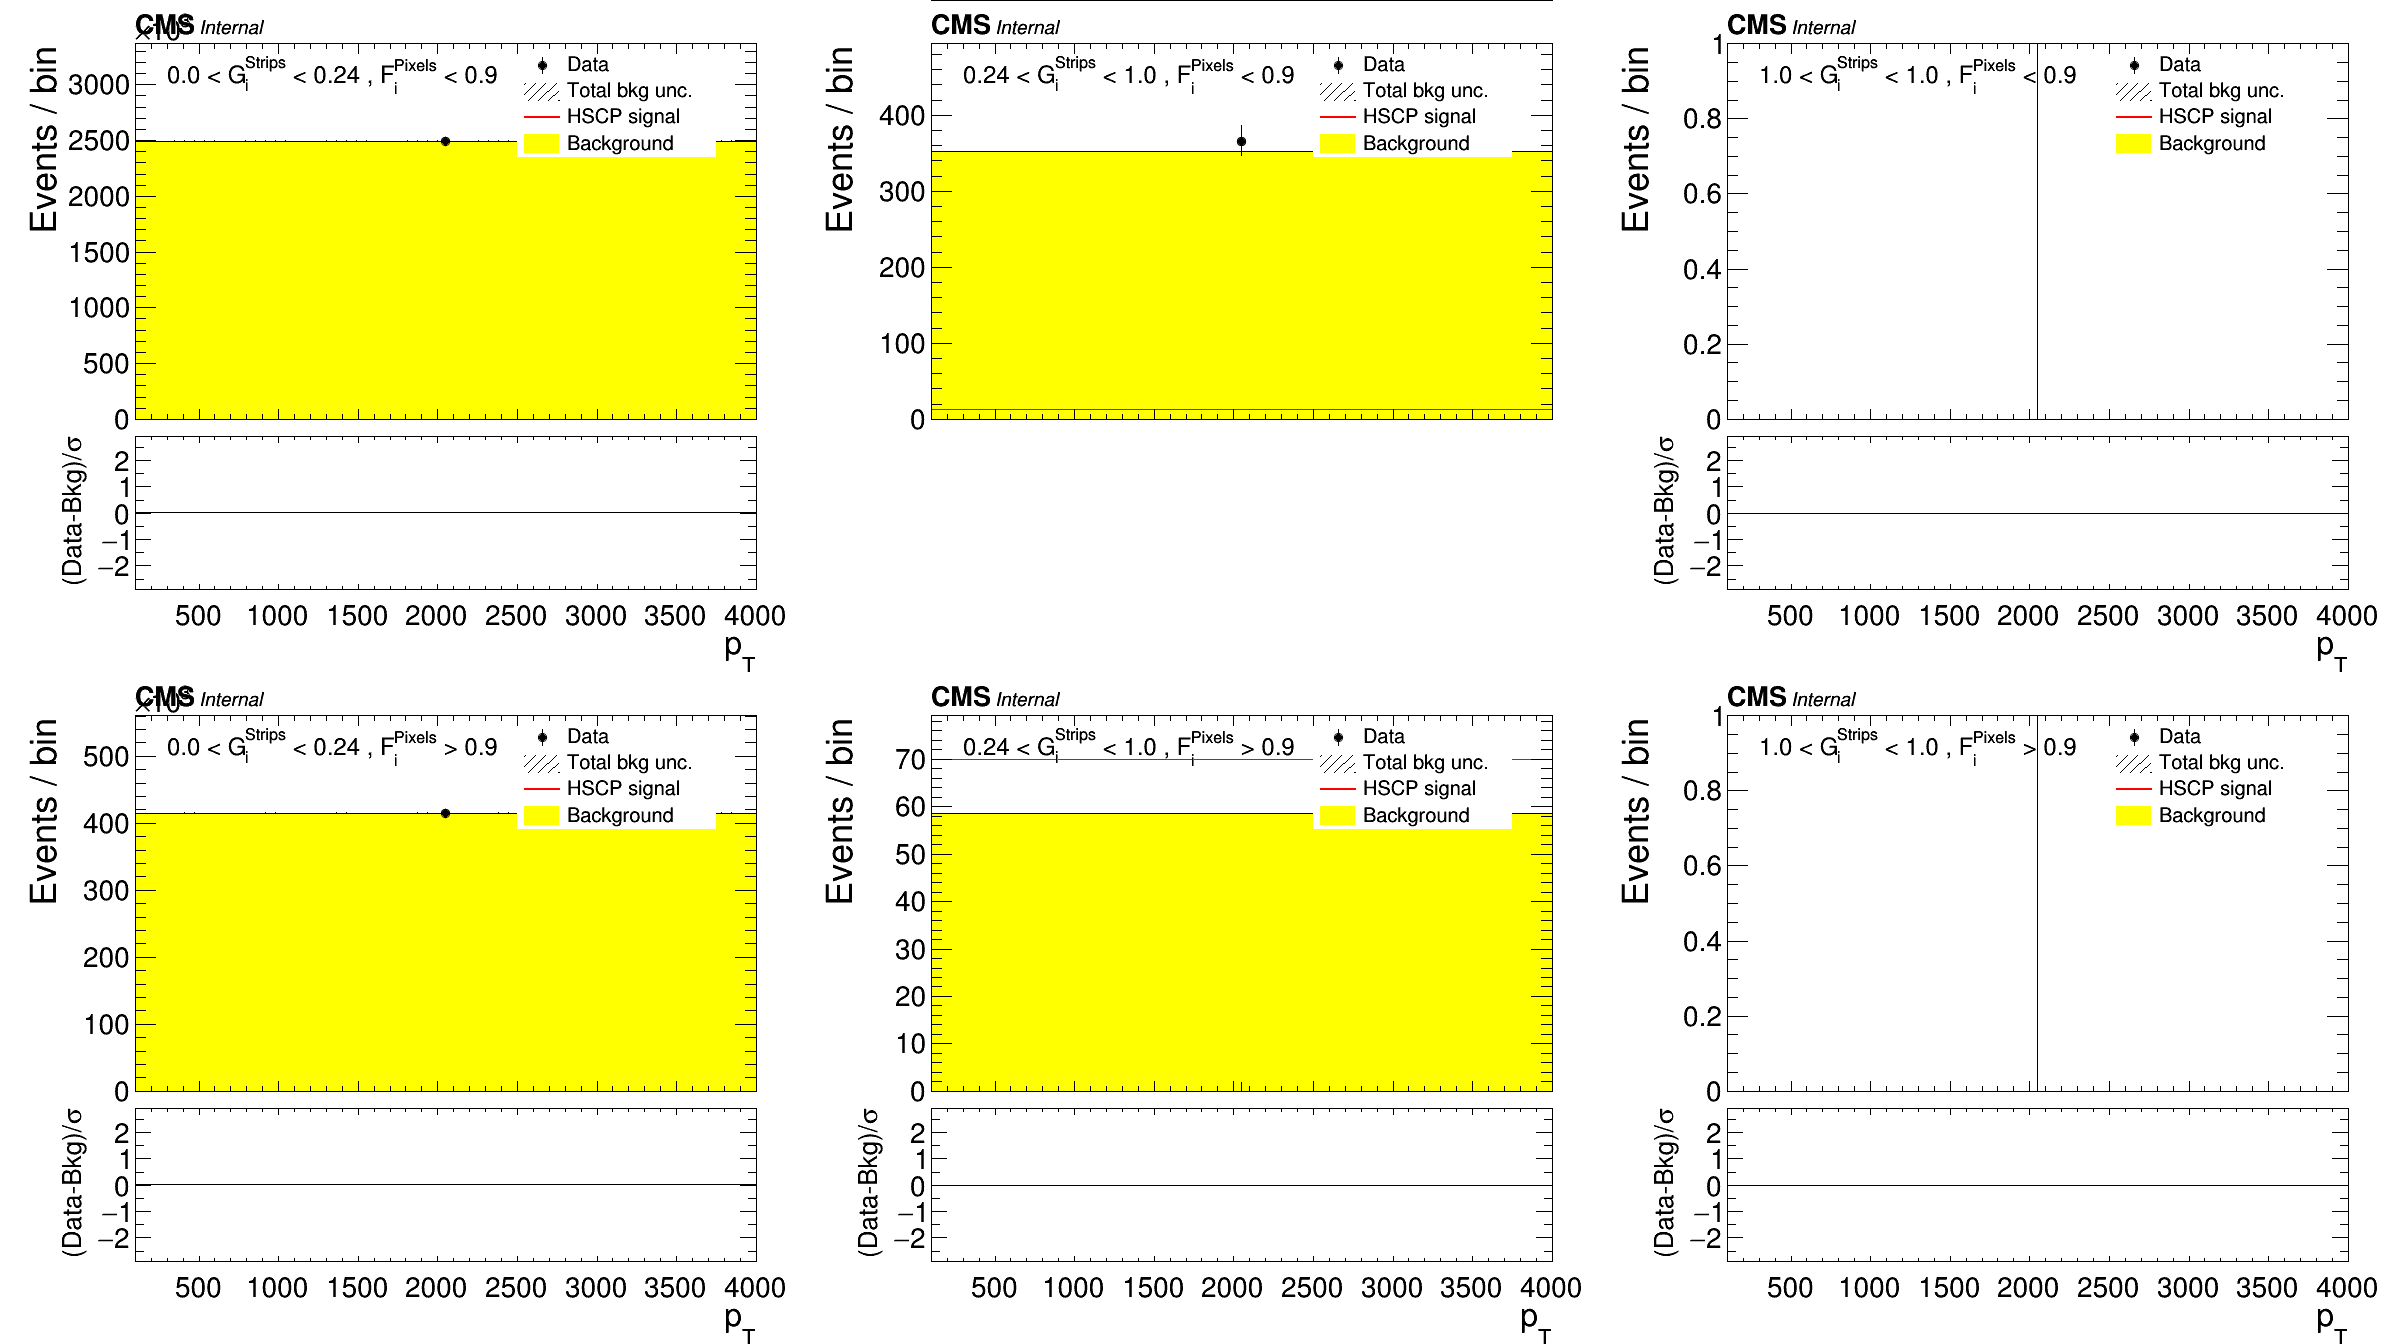 CMS Internal
0.0 < G_i^Strips < 0.24 , F_i^Pixels < 0.9
Data
Total bkg unc.
HSCP signal
Background
Events / bin
3000
2500
2000
1500
1000
500
0
(Data-Bkg)/σ
2
1
0
−1
−2
500 1000 1500 2000 2500 3000 3500 4000
p_T
CMS Internal
0.24 < G_i^Strips < 1.0 , F_i^Pixels < 0.9
Data
Total bkg unc.
HSCP signal
Background
Events / bin
400
300
200
100
0
CMS Internal
1.0 < G_i^Strips < 1.0 , F_i^Pixels < 0.9
Data
Total bkg unc.
HSCP signal
Background
Events / bin
1
0.8
0.6
0.4
0.2
0
(Data-Bkg)/σ
2
1
0
−1
−2
500 1000 1500 2000 2500 3000 3500 4000
p_T
CMS Internal
0.0 < G_i^Strips < 0.24 , F_i^Pixels > 0.9
Data
Total bkg unc.
HSCP signal
Background
Events / bin
500
400
300
200
100
0
(Data-Bkg)/σ
2
1
0
−1
−2
500 1000 1500 2000 2500 3000 3500 4000
p_T
CMS Internal
0.24 < G_i^Strips < 1.0 , F_i^Pixels > 0.9
Data
Total bkg unc.
HSCP signal
Background
Events / bin
70
60
50
40
30
20
10
0
(Data-Bkg)/σ
2
1
0
−1
−2
500 1000 1500 2000 2500 3000 3500 4000
p_T
CMS Internal
1.0 < G_i^Strips < 1.0 , F_i^Pixels > 0.9
Data
Total bkg unc.
HSCP signal
Background
Events / bin
1
0.8
0.6
0.4
0.2
0
(Data-Bkg)/σ
2
1
0
−1
−2
500 1000 1500 2000 2500 3000 3500 4000
p_T